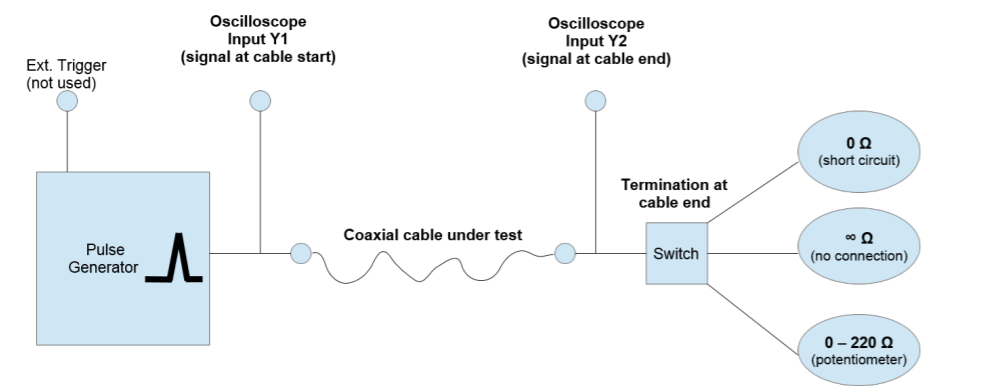 Oscilloscope
Input Y1
(signal at cable start)
Oscilloscope
Input Y2
(signal at cable end)
Ext. Trigger
(not used)
0 Ω
(short circuit)
Termination at
cable end
Coaxial cable under test
Pulse
Generator
Switch
∞ Ω
(no connection)
0 – 220 Ω
(potentiometer)